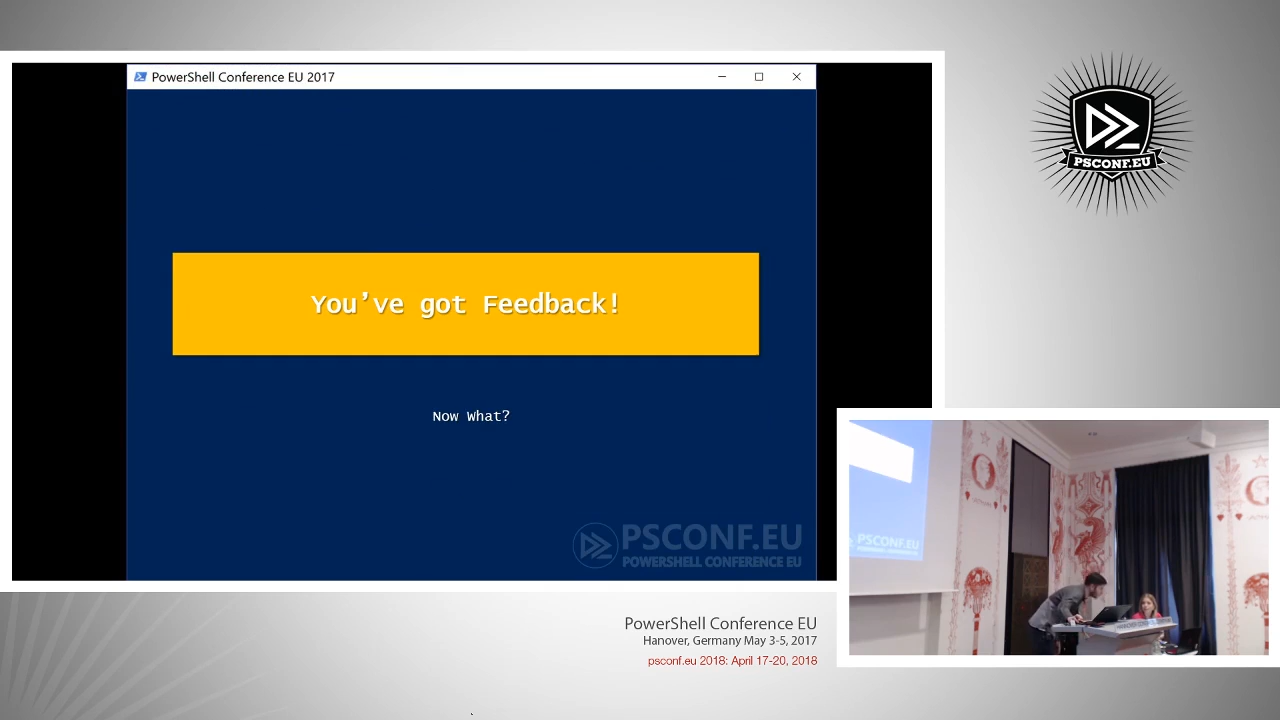 PowerShell Conference EU 2017
You've got Feedback!
Now What?
PSCONF.EU
POWERSHELL CONFERENCE EU
PSCONF.EU
PSCONF.EU
PowerShell Conference EU
Hanover, Germany May 3-5, 2017
psconf.eu 2018: April 17-20, 2018